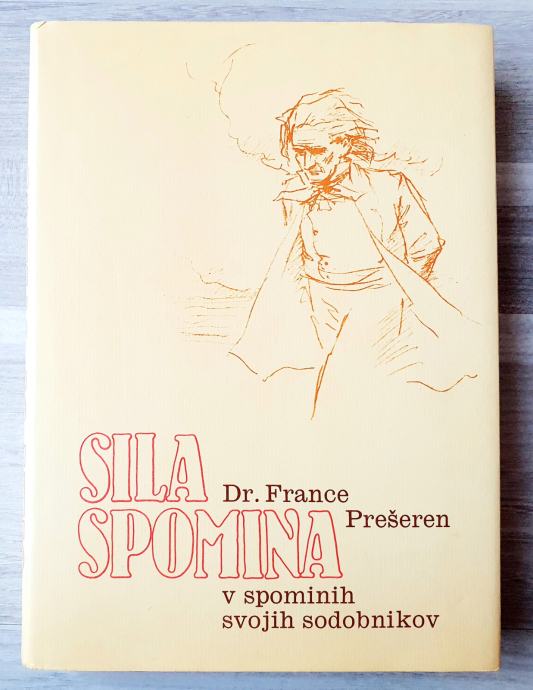 SILA
Dr. France
SPOMINA
Prešeren
v spominih
svojih sodobnikov